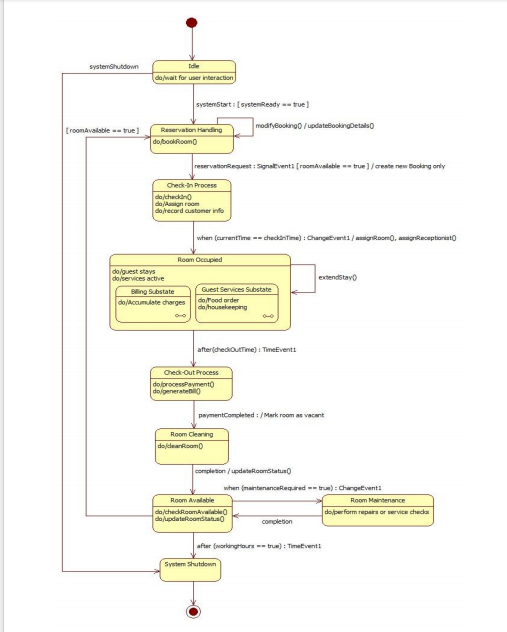 systemShutdown
Idle
do/wait for user interaction
systemStart : [ systemReady == true ]
[ roomAvailable == true ]
Reservation Handling
do/bookRoom()
modifyBooking() / updateBookingDetails()
reservationRequest : SignalEvent1 [ roomAvailable == true ] / create new Booking only
Check-In Process
do/checkIn()
do/Assign room
do/record customer info
when (currentTime == checkInTime) : ChangeEvent1 / assignRoom(), assignReceptionist()
Room Occupied
do/guest stays
do/services active
extendStay()
Billing Substate
do/Accumulate charges
Guest Services Substate
do/Food order
do/housekeeping
after(checkOutTime) : TimeEvent1
Check-Out Process
do/processPayment()
do/generateBill()
paymentCompleted : / Mark room as vacant
Room Cleaning
do/cleanRoom()
completion / updateRoomStatus()
when (maintenanceRequired == true) : ChangeEvent1
Room Available
do/checkRoomAvailable()
do/updateRoomStatus()
Room Maintenance
do/perform repairs or service checks
completion
after (workingHours == true) : TimeEvent1
System Shutdown